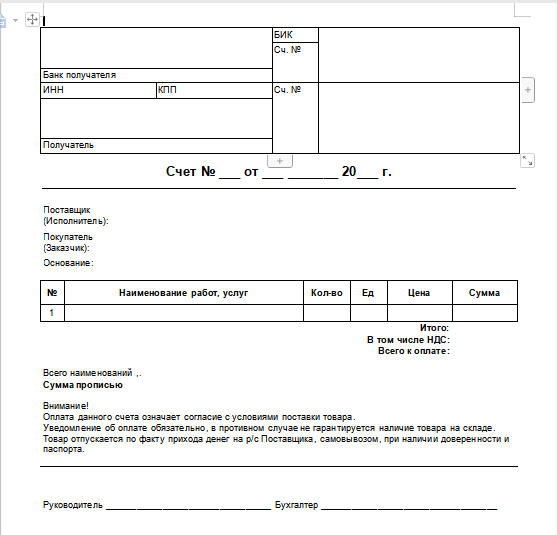 БИК
Сч. №
Банк получателя
ИНН КПП Сч. №
Получатель
Счет № ___ от ___ _______ 20___ г.
Поставщик
(Исполнитель):
Покупатель
(Заказчик):
Основание:
№ Наименование работ, услуг Кол-во Ед Цена Сумма
1
Итого:
В том числе НДС:
Всего к оплате:
Всего наименований ,.
Сумма прописью
Внимание!
Оплата данного счета означает согласие с условиями поставки товара.
Уведомление об оплате обязательно, в противном случае не гарантируется наличие товара на складе.
Товар отпускается по факту прихода денег на р/с Поставщика, самовывозом, при наличии доверенности и
паспорта.
Руководитель _________________________________ Бухгалтер ___________________________________